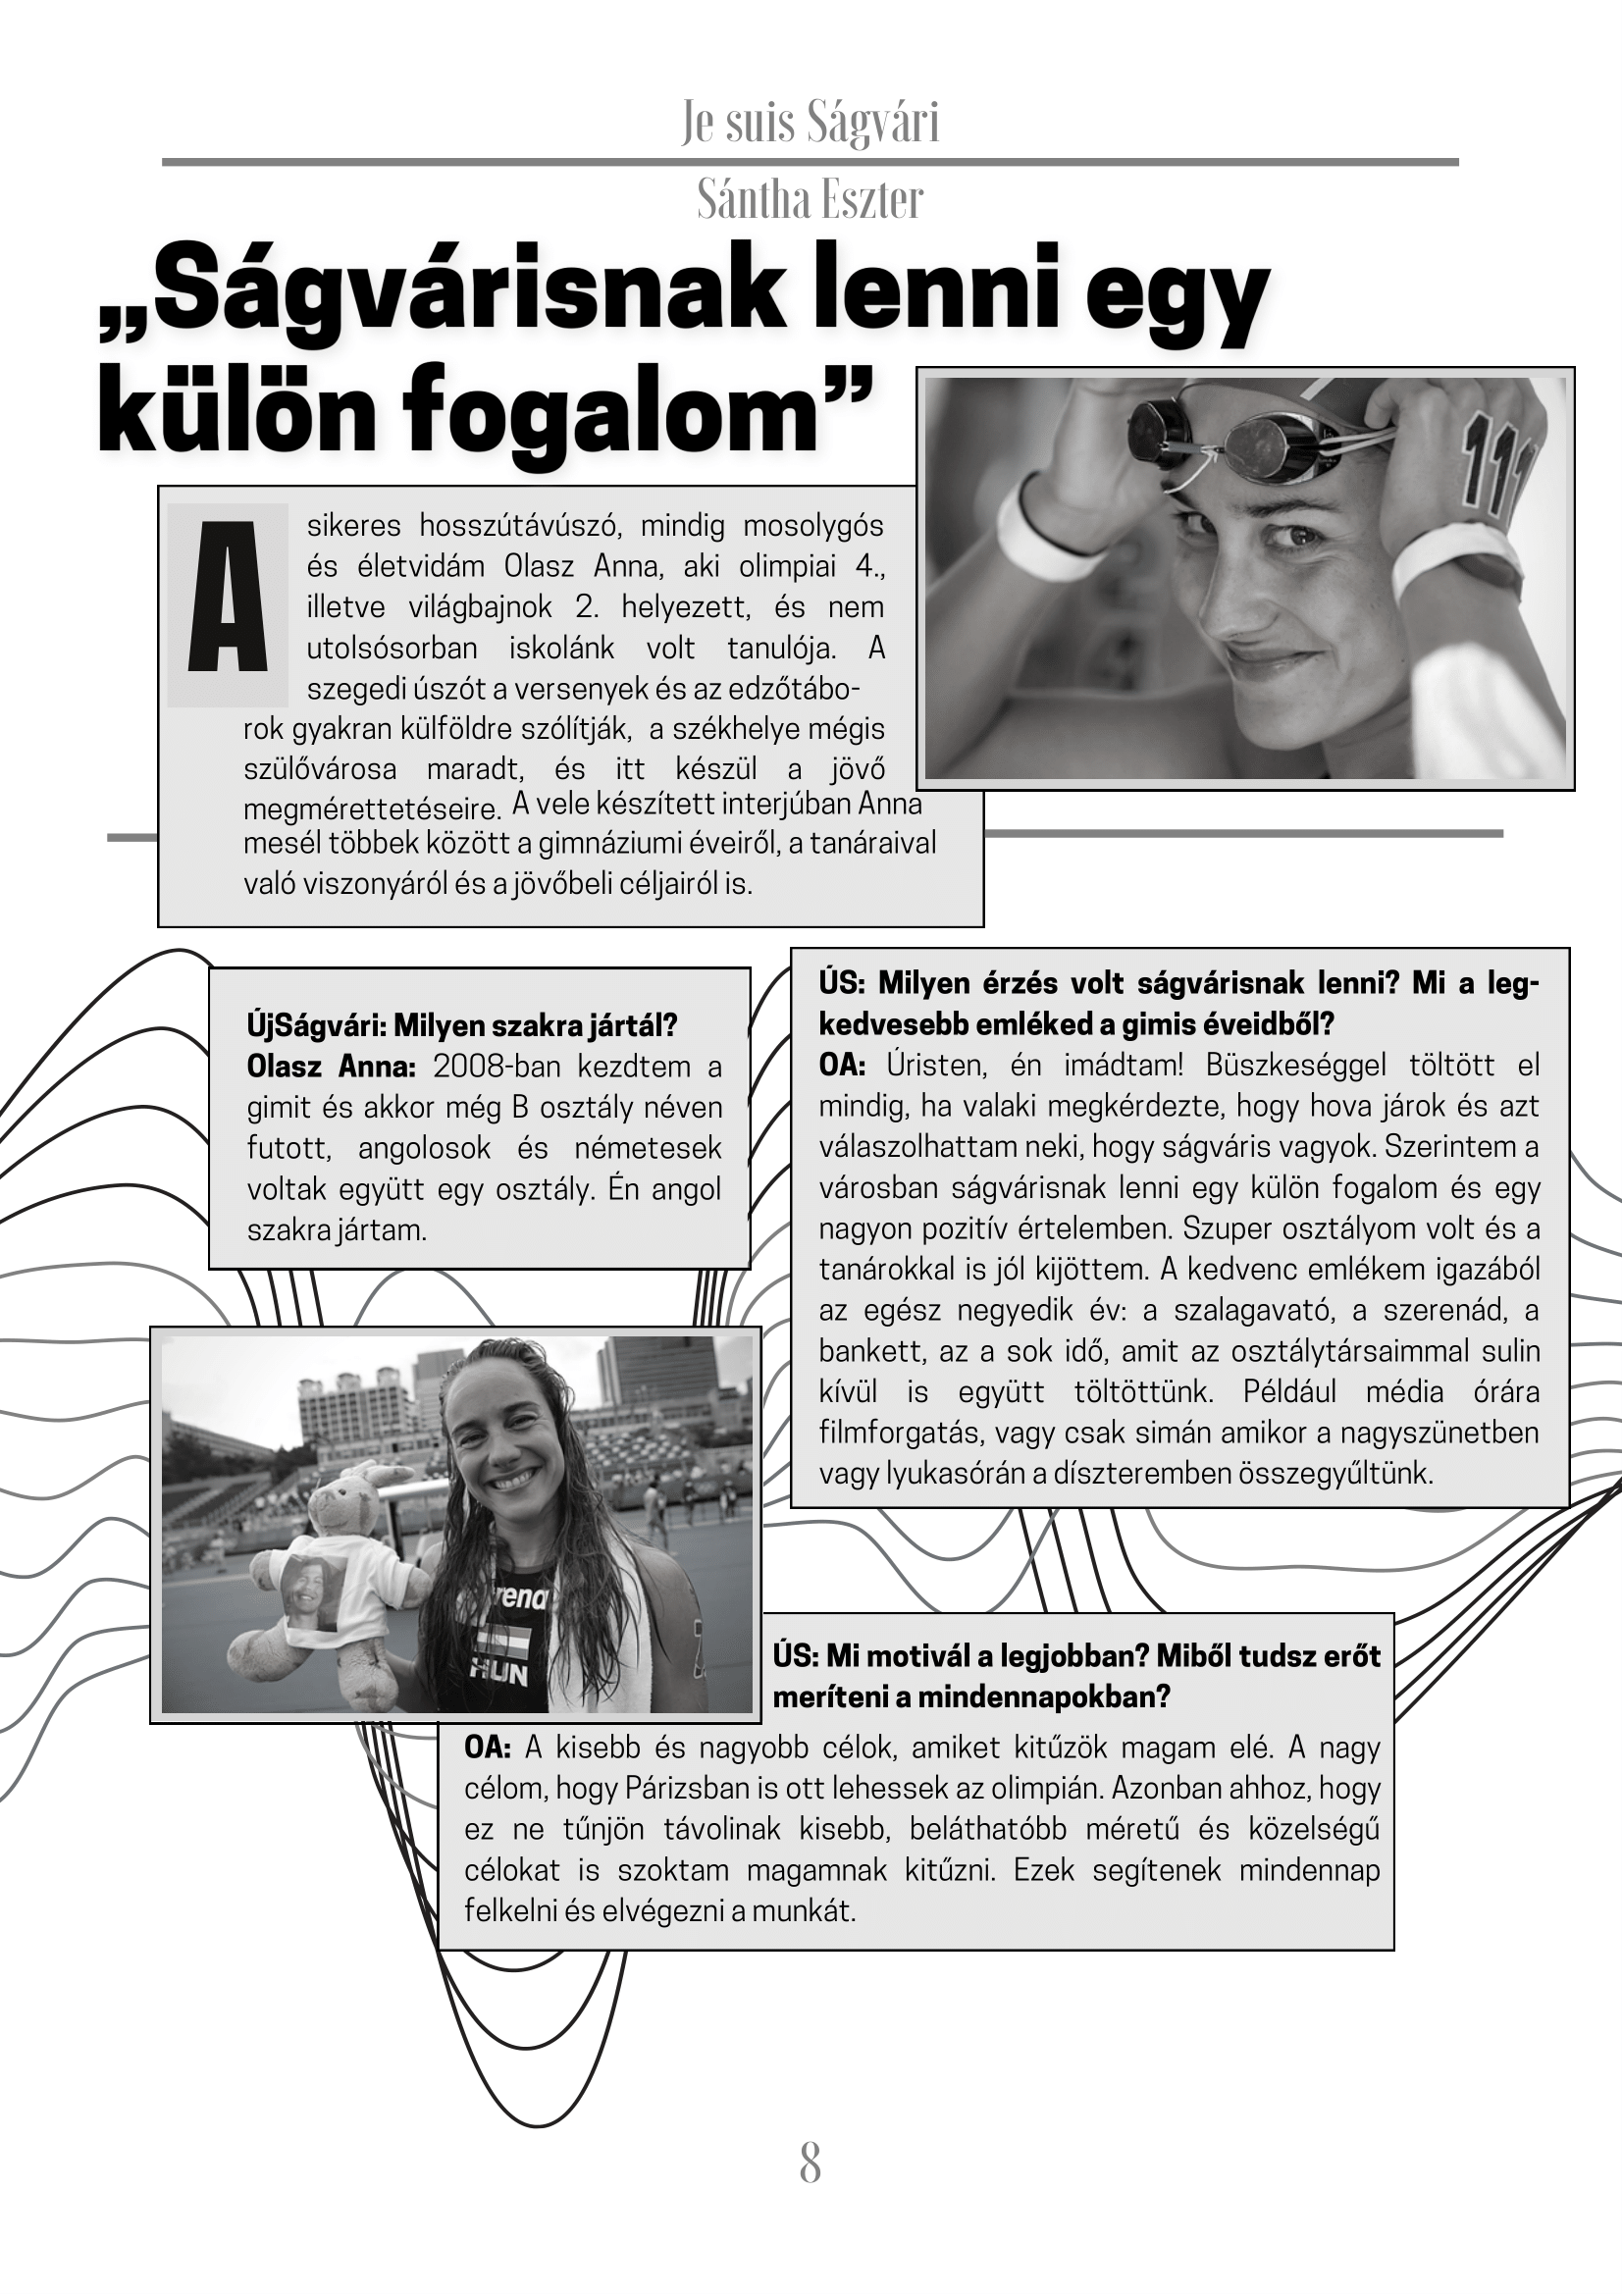 Je suis Ságvári
Sántha Eszter
„Ságvárisnak lenni egy
külön fogalom”
111
A sikeres hosszútávúszó, mindig mosolygós
és életvidám Olasz Anna, aki olimpiai 4.,
illetve világbajnok 2. helyezett, és nem
utolsósorban iskolánk volt tanulója. A
szegedi úszót a versenyek és az edzőtábo-
rok gyakran külföldre szólítják, a székhelye mégis
szülővárosa maradt, és itt készül a jövő
megmérettetéseire. A vele készített interjúban Anna
mesél többek között a gimnáziumi éveiről, a tanáraival
való viszonyáról és a jövőbeli céljairól is.
ÚjSágvári: Milyen szakra jártál?
Olasz Anna: 2008-ban kezdtem a
gimit és akkor még B osztály néven
futott, angolosok és németesek
voltak együtt egy osztály. Én angol
szakra jártam.
ÚS: Milyen érzés volt ságvárisnak lenni? Mi a leg-
kedvesebb emléked a gimis éveidből?
OA: Úristen, én imádtam! Büszkeséggel töltött el
mindig, ha valaki megkérdezte, hogy hova járok és azt
válaszolhattam neki, hogy ságváris vagyok. Szerintem a
városban ságvárisnak lenni egy külön fogalom és egy
nagyon pozitív értelemben. Szuper osztályom volt és a
tanárokkal is jól kijöttem. A kedvenc emlékem igazából
az egész negyedik év: a szalagavató, a szerenád, a
bankett, az a sok idő, amit az osztálytársaimmal sulin
kívül is együtt töltöttünk. Például média órára
filmforgatás, vagy csak simán amikor a nagyszünetben
vagy lyukasórán a díszteremben összegyűltünk.
rena
HUN
ÚS: Mi motivál a legjobban? Miből tudsz erőt
meríteni a mindennapokban?
OA: A kisebb és nagyobb célok, amiket kitűzök magam elé. A nagy
célom, hogy Párizsban is ott lehessek az olimpián. Azonban ahhoz, hogy
ez ne tűnjön távolinak kisebb, beláthatóbb méretű és közelségű
célokat is szoktam magamnak kitűzni. Ezek segítenek mindennap
felkelni és elvégezni a munkát.
8